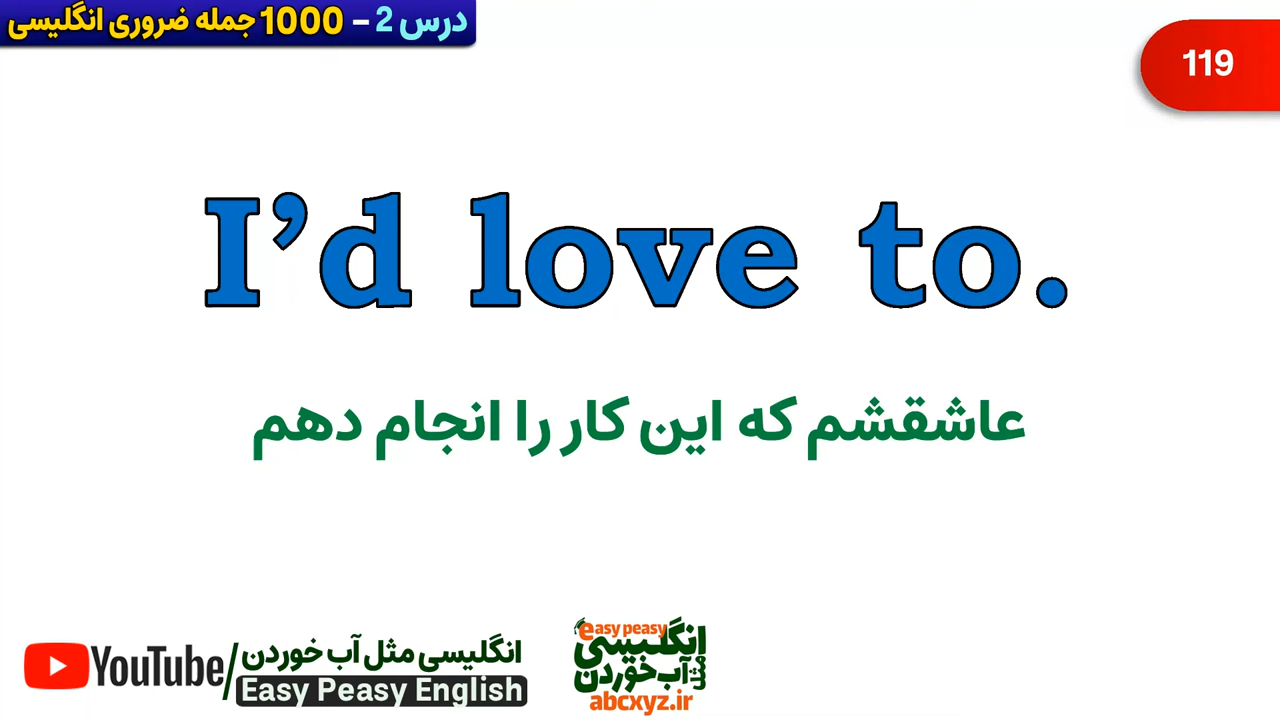 درس 2 – 1000 جمله ضروری انگلیسی
119
I’d love to.
عاشقشم که این کار را انجام دهم
YouTube/انگلیسی مثل آب خوردن
Easy Peasy English
easy peasy
انگلیسی
مثل آب خوردن
abcxyz.ir